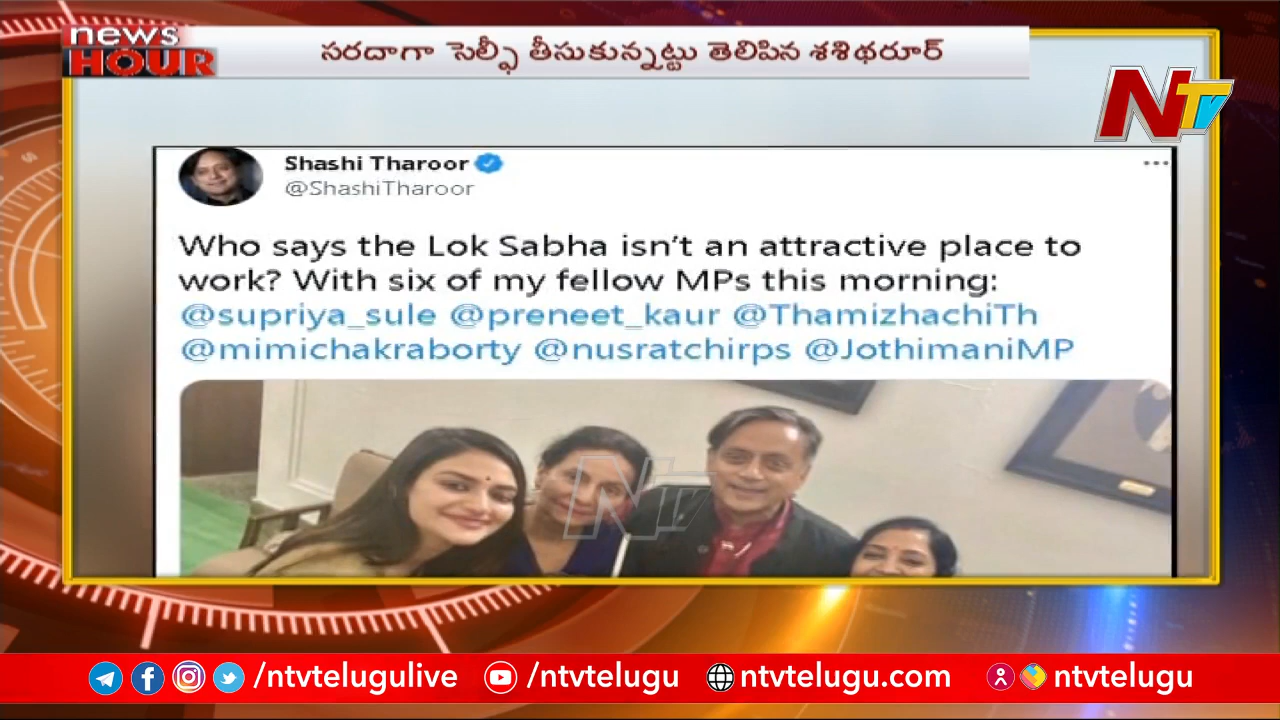 news
HOUR
సరదాగా సెల్ఫీ తీసుకున్నట్టు తెలిపిన శశిథరూర్
NTV
Shashi Tharoor
@ShashiTharoor
Who says the Lok Sabha isn't an attractive place to
work? With six of my fellow MPs this morning:
@supriya_sule @preneet_kaur @ThamizhachiTh
@mimichakraborty @nusratchirps @JothimaniMP
NTV
/ntvtelugulive /ntvtelugu ntvtelugu.com ntvtelugu